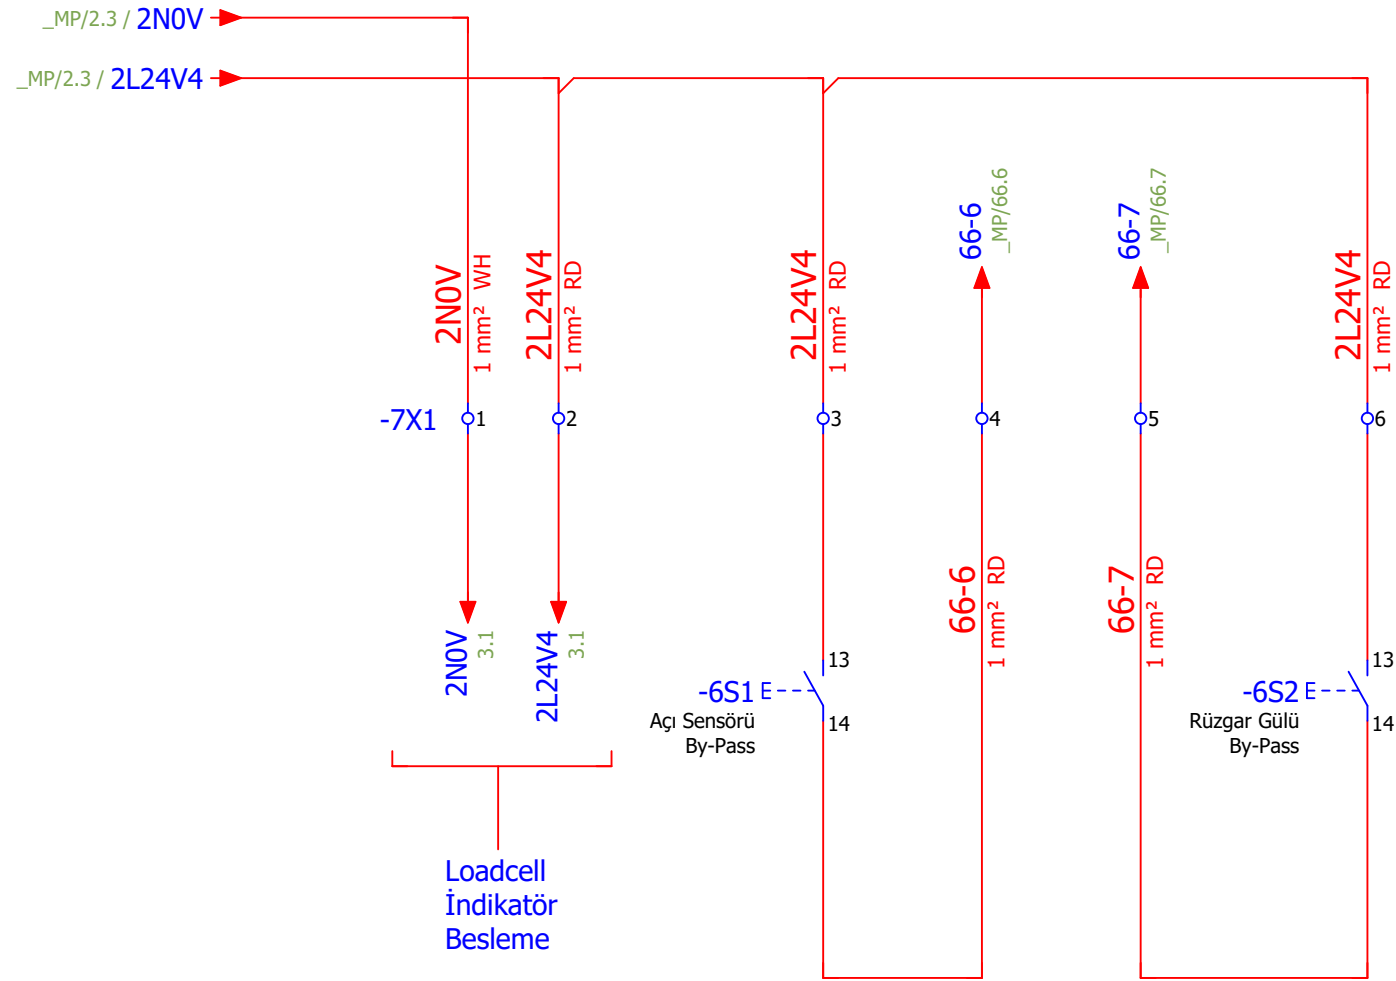 _MP/2.3 / 2N0V
_MP/2.3 / 2L24V4
2N0V
1 mm² WH
2L24V4
1 mm² RD
2L24V4
1 mm² RD
66-6
_MP/66.6
66-7
_MP/66.7
2L24V4
1 mm² RD
-7X1
1
2
3
4
5
6
2N0V
3.1
2L24V4
3.1
66-6
1 mm² RD
66-7
1 mm² RD
13
-6S1
14
Açı Sensörü
By-Pass
13
-6S2
14
Rüzgar Gülü
By-Pass
Loadcell
İndikatör
Besleme